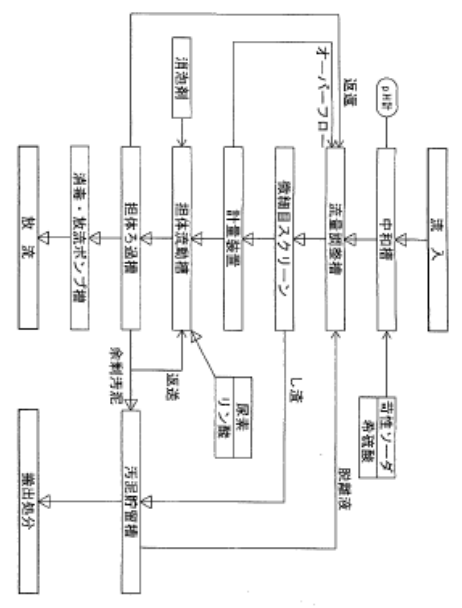 流入
pH計
中和槽
苛性ソーダ
希硫酸
返還
オーバーフロー
流量調整槽
脱離液
微細目スクリーン
し渣
計量装置
消泡剤
担体流動槽
尿素
リン酸
返送
担体ろ過槽
余剰汚泥
汚泥貯留槽
消毒・放流ポンプ槽
放流
搬出処分